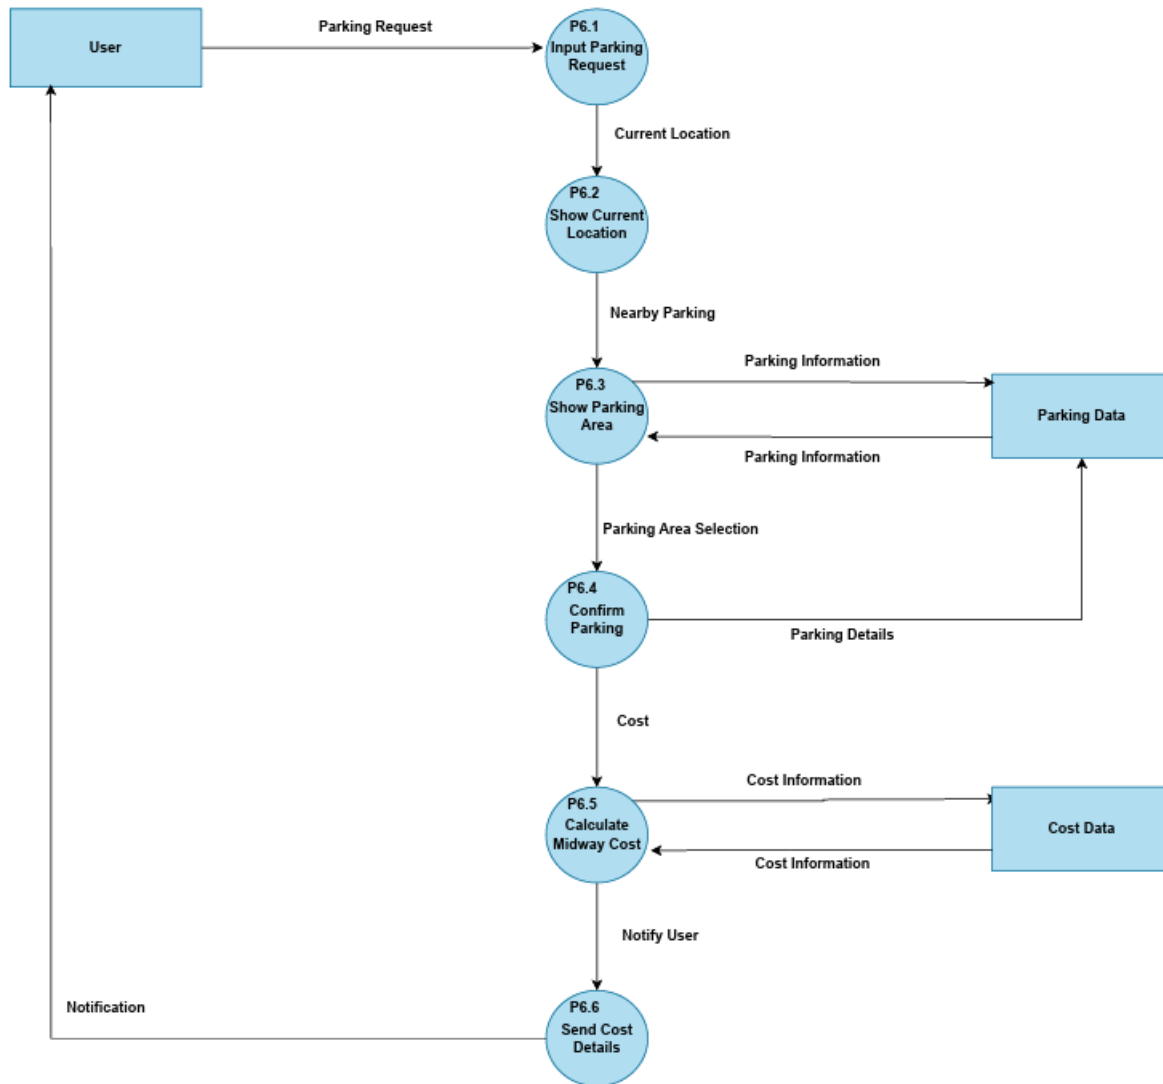 User
Parking Request
P6.1
Input Parking
Request
Current Location
P6.2
Show Current
Location
Nearby Parking
Parking Information
P6.3
Show Parking
Area
Parking Data
Parking Information
Parking Area Selection
P6.4
Confirm
Parking
Parking Details
Cost
Cost Information
P6.5
Calculate
Midway Cost
Cost Data
Cost Information
Notify User
Notification
P6.6
Send Cost
Details